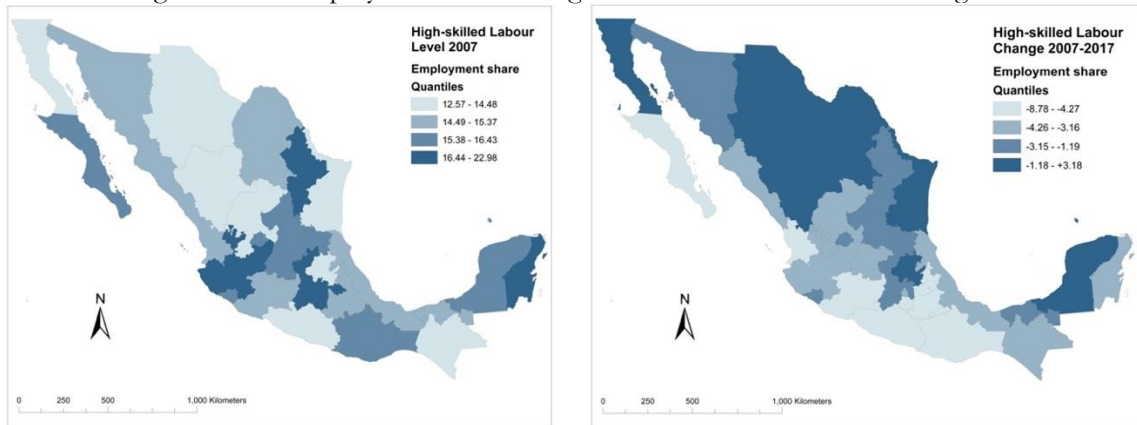 High-skilled Labour
Level 2007
Employment share
Quantiles
12.57 - 14.48
14.49 - 15.37
15.38 - 16.43
16.44 - 22.98
N
0 250 500 1,000 Kilometers
High-skilled Labour
Change 2007-2017
Employment share
Quantiles
-8.78 - -4.27
-4.26 - -3.16
-3.15 - -1.19
-1.18 - +3.18
N
0 250 500 1,000 Kilometers